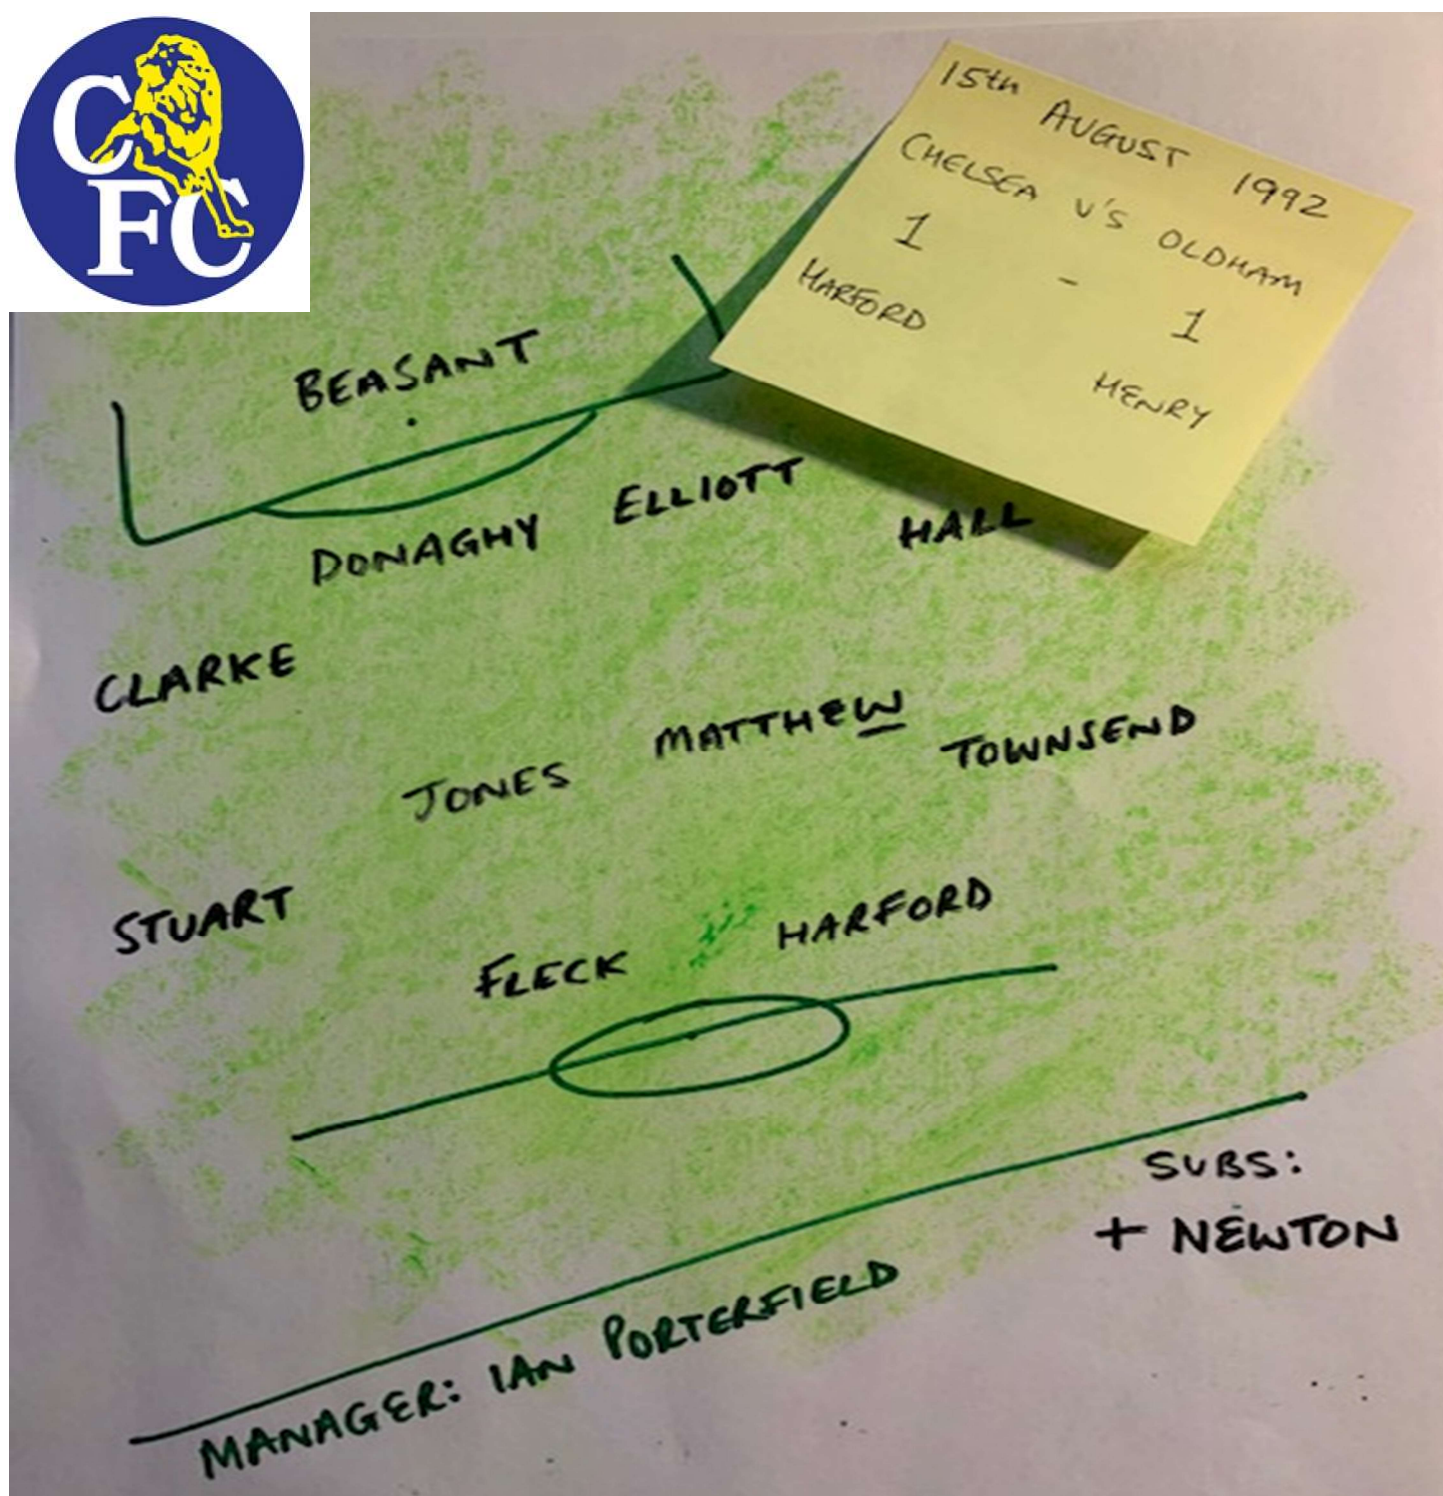 CFC
15th AUGUST 1992
CHELSEA V'S OLDHAM
1 - 1
HARFORD HENRY
BEASANT
DONAGHY ELLIOTT HALL
CLARKE
JONES MATTHEW TOWNSEND
STUART
FLECK HARFORD
SUBS:
+ NEWTON
MANAGER: IAN PORTERFIELD